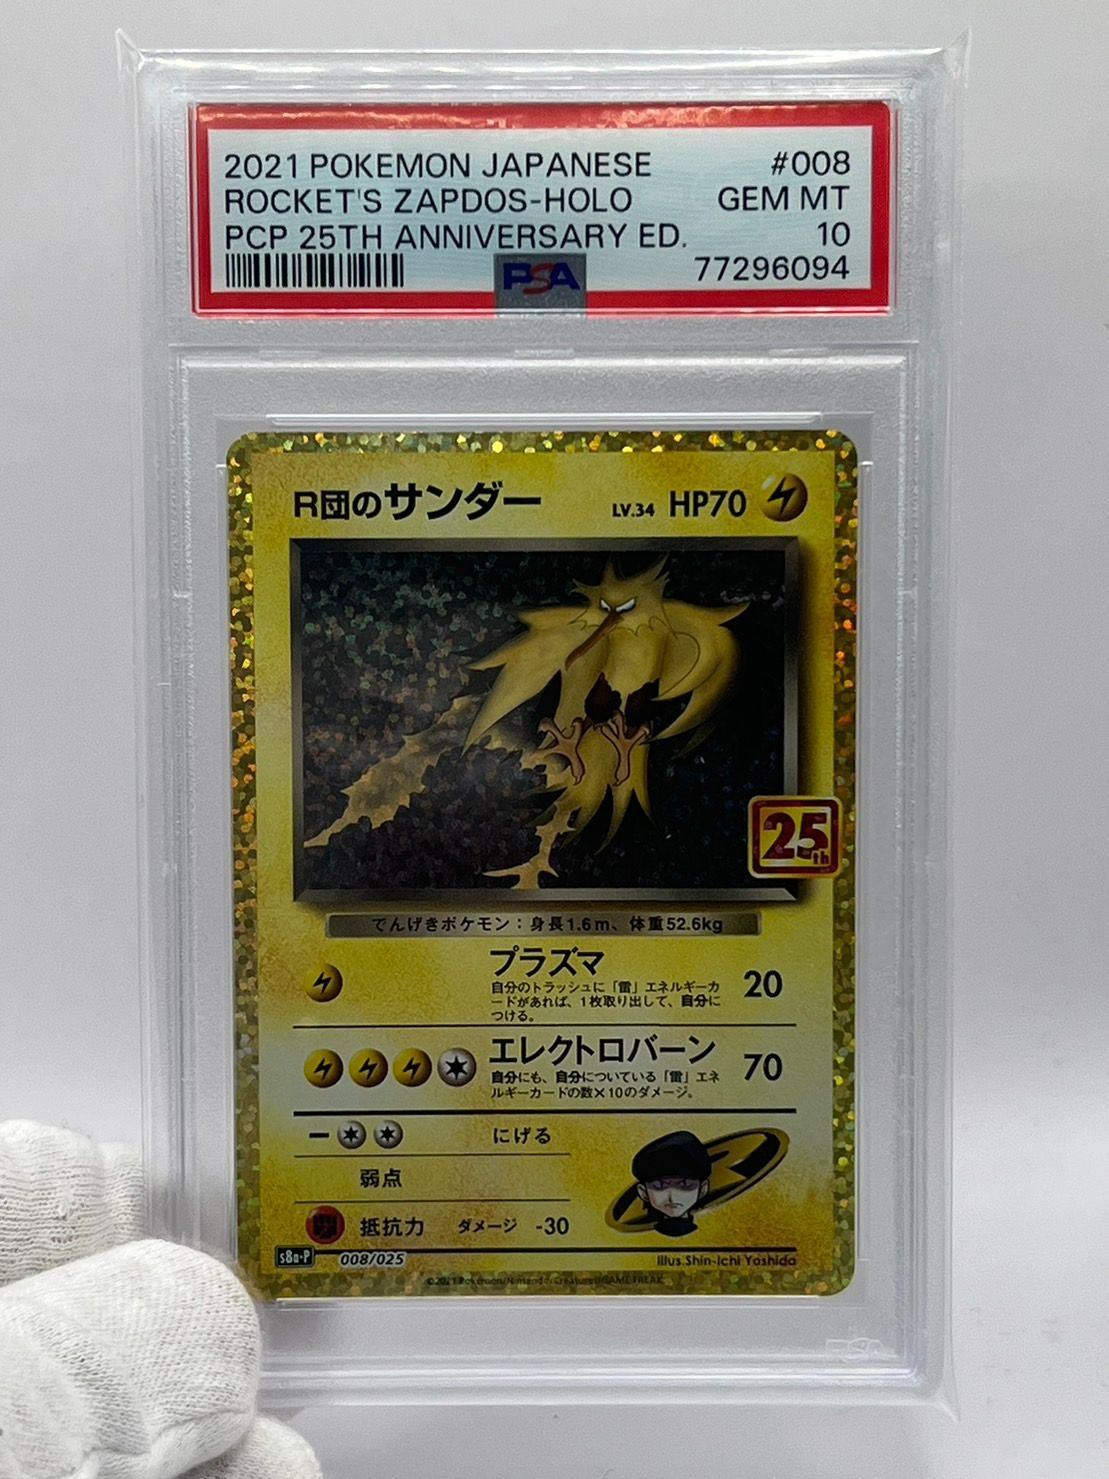 2021 POKEMON JAPANESE #008
ROCKET'S ZAPDOS-HOLO GEM MT
PCP 25TH ANNIVERSARY ED. 10
PSA 77296094
R団のサンダー LV.34 HP70
25th
でんげきポケモン：身長1.6m、体重52.6kg
プラズマ 20
自分のトラッシュに「雷」エネルギーカ
ードがあれば、1枚取り出して、自分に
つける。
エレクトロバーン 70
自分にも、自分についている「雷」エネ
ルギーカードの数×10のダメージ。
にげる
弱点
抵抗力 ダメージ -30
s8a-P 008/025 Illus.Shin-ichi Yoshida
©2021 Pokémon/Nintendo/Creatures/GAME FREAK